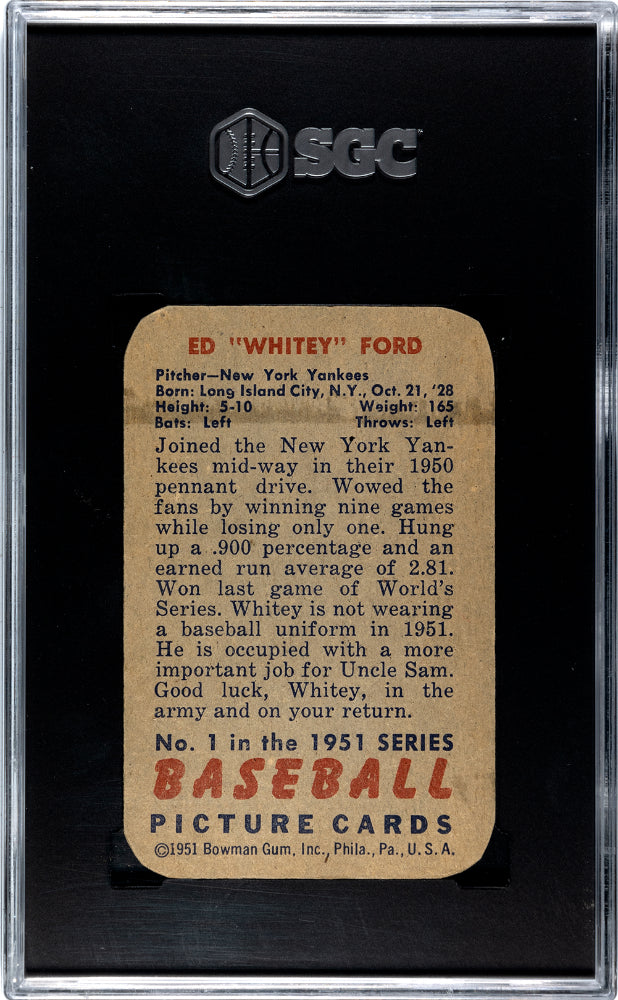 SGC
ED "WHITEY" FORD
Pitcher—New York Yankees
Born: Long Island City, N.Y., Oct. 21, '28
Height: 5-10 Weight: 165
Bats: Left Throws: Left
Joined the New York Yan-
kees mid-way in their 1950
pennant drive. Wowed the
fans by winning nine games
while losing only one. Hung
up a .900 percentage and an
earned run average of 2.81.
Won last game of World's
Series. Whitey is not wearing
a baseball uniform in 1951.
He is occupied with a more
important job for Uncle Sam.
Good luck, Whitey, in the
army and on your return.
No. 1 in the 1951 SERIES
BASEBALL
PICTURE CARDS
©1951 Bowman Gum, Inc., Phila., Pa., U. S. A.